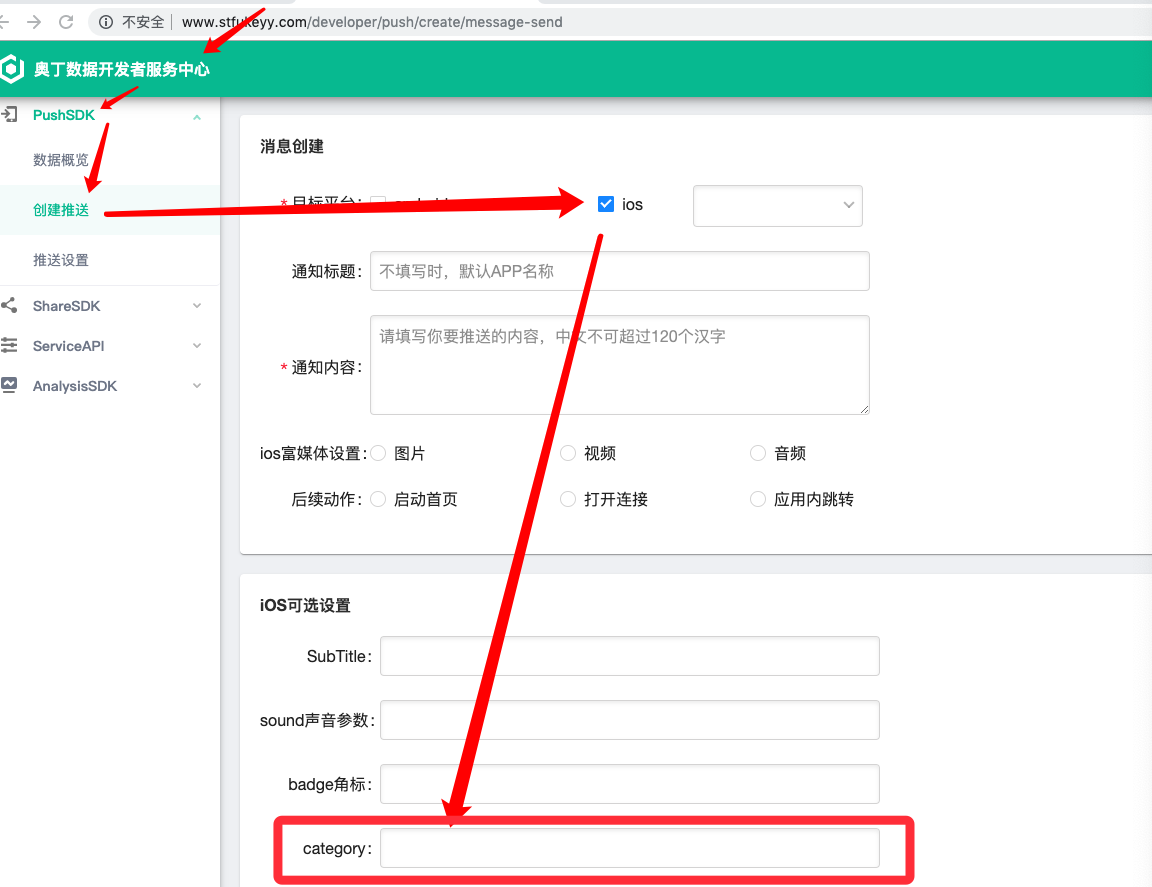 不安全 www.stfukeyy.com/developer/push/create/message-send
奥丁数据开发者服务中心
PushSDK
数据概览
创建推送
推送设置
ShareSDK
ServiceAPI
AnalysisSDK
消息创建
* 目标平台: ios
通知标题: 不填写时，默认APP名称
* 通知内容: 请填写你要推送的内容，中文不可超过120个汉字
ios富媒体设置: 图片 视频 音频
后续动作: 启动首页 打开连接 应用内跳转
iOS可选设置
SubTitle:
sound声音参数:
badge角标:
category: